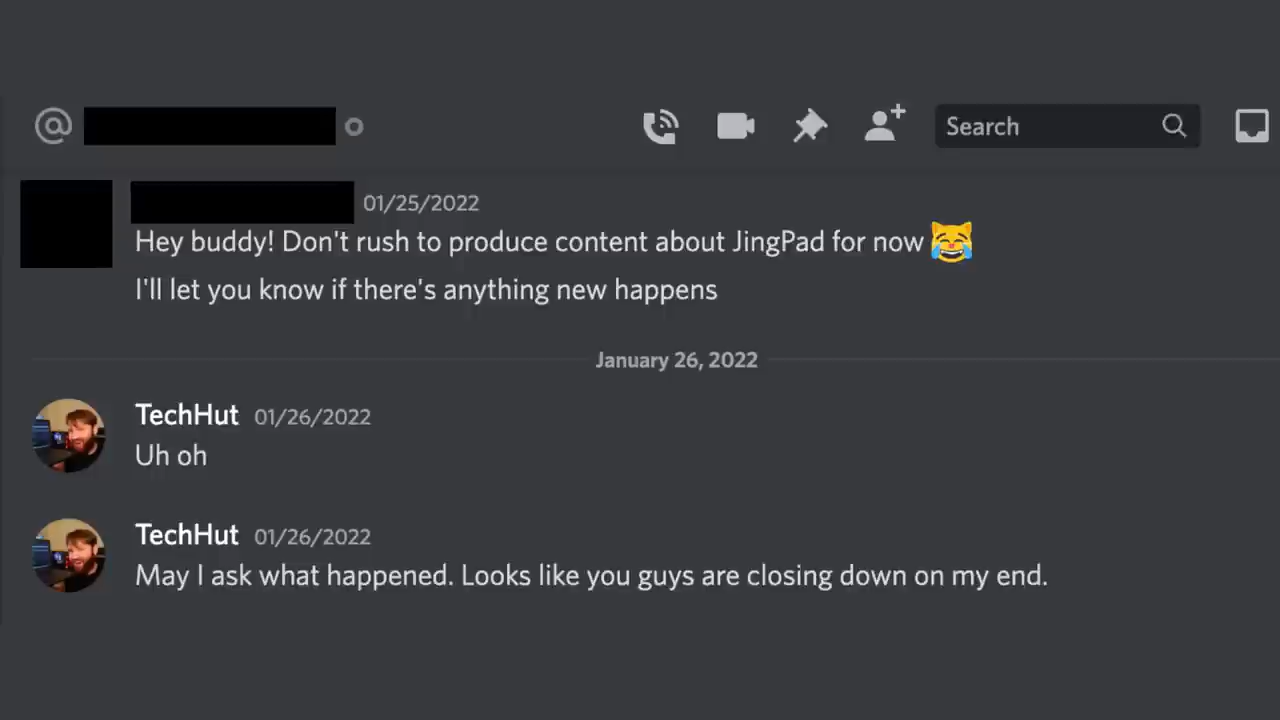 Search
01/25/2022
Hey buddy! Don't rush to produce content about JingPad for now 😹
I'll let you know if there's anything new happens
January 26, 2022
TechHut 01/26/2022
Uh oh
TechHut 01/26/2022
May I ask what happened. Looks like you guys are closing down on my end.